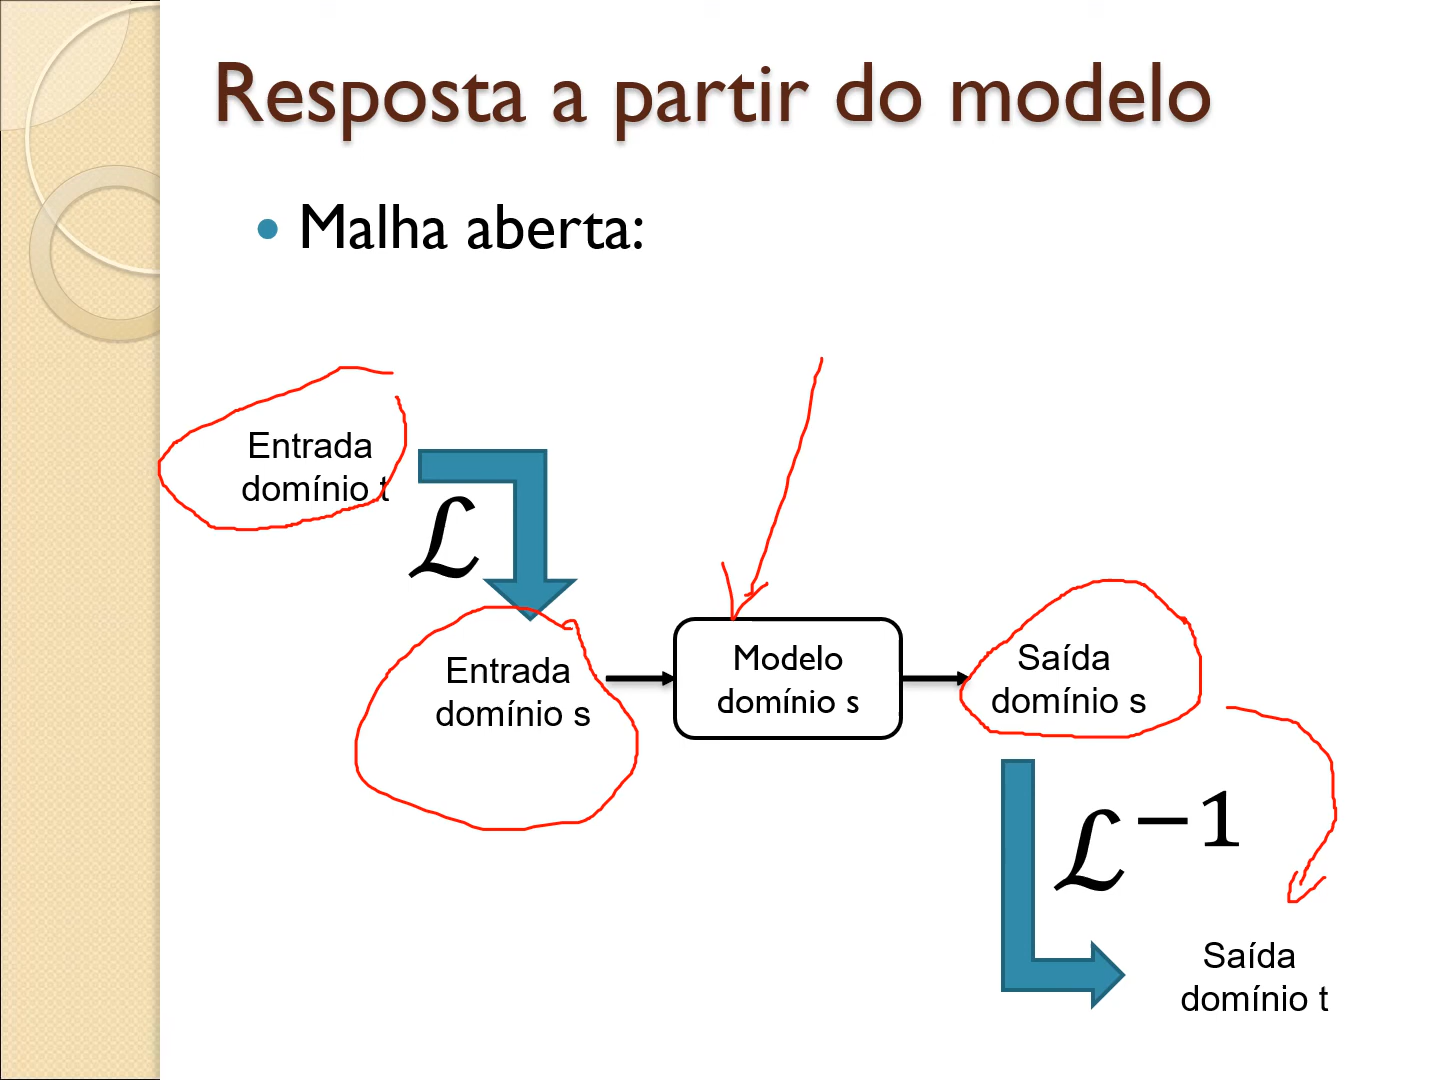 Resposta a partir do modelo
Malha aberta:
Entrada
domínio t
ℒ
Entrada
domínio s
Modelo
domínio s
Saída
domínio s
ℒ⁻¹
Saída
domínio t